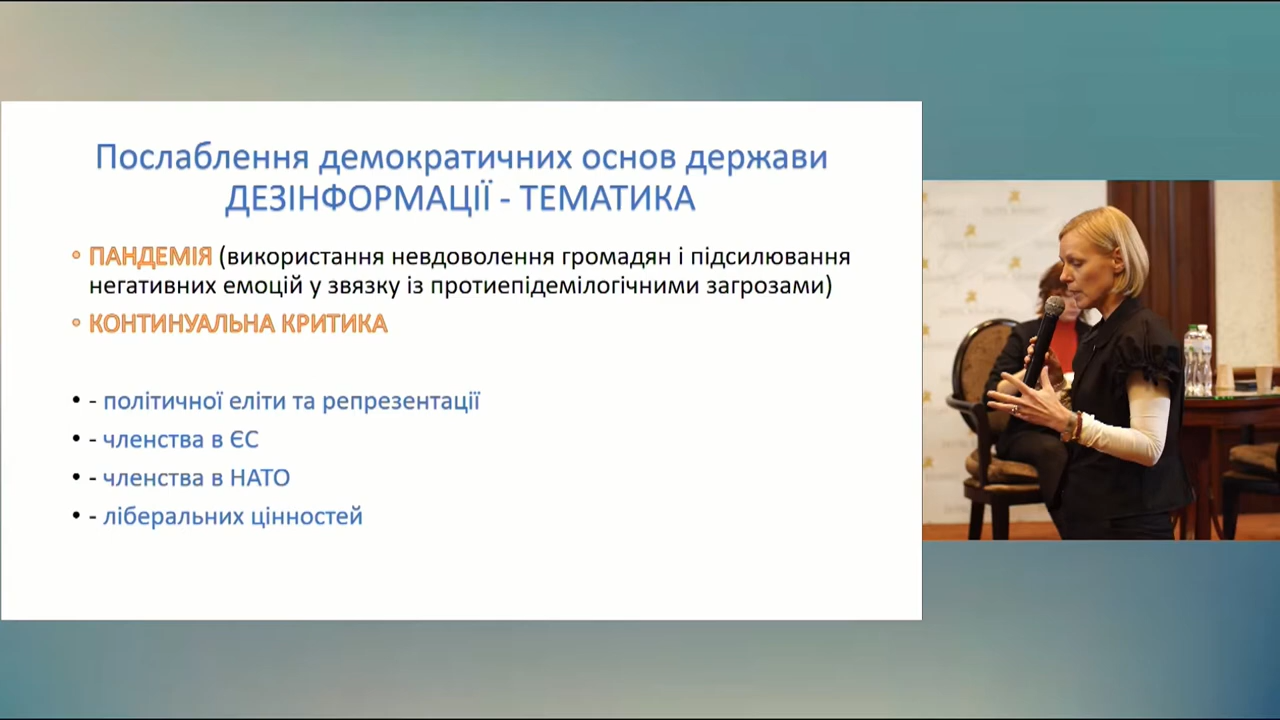 Послаблення демократичних основ держави
ДЕЗІНФОРМАЦІЇ - ТЕМАТИКА
• ПАНДЕМІЯ (використання невдоволення громадян і підсилювання
негативних емоцій у звязку із протиепідемілогічними загрозами)
• КОНТИНУАЛЬНА КРИТИКА
• - політичної еліти та репрезентації
• - членства в ЄС
• - членства в НАТО
• - ліберальних цінностей